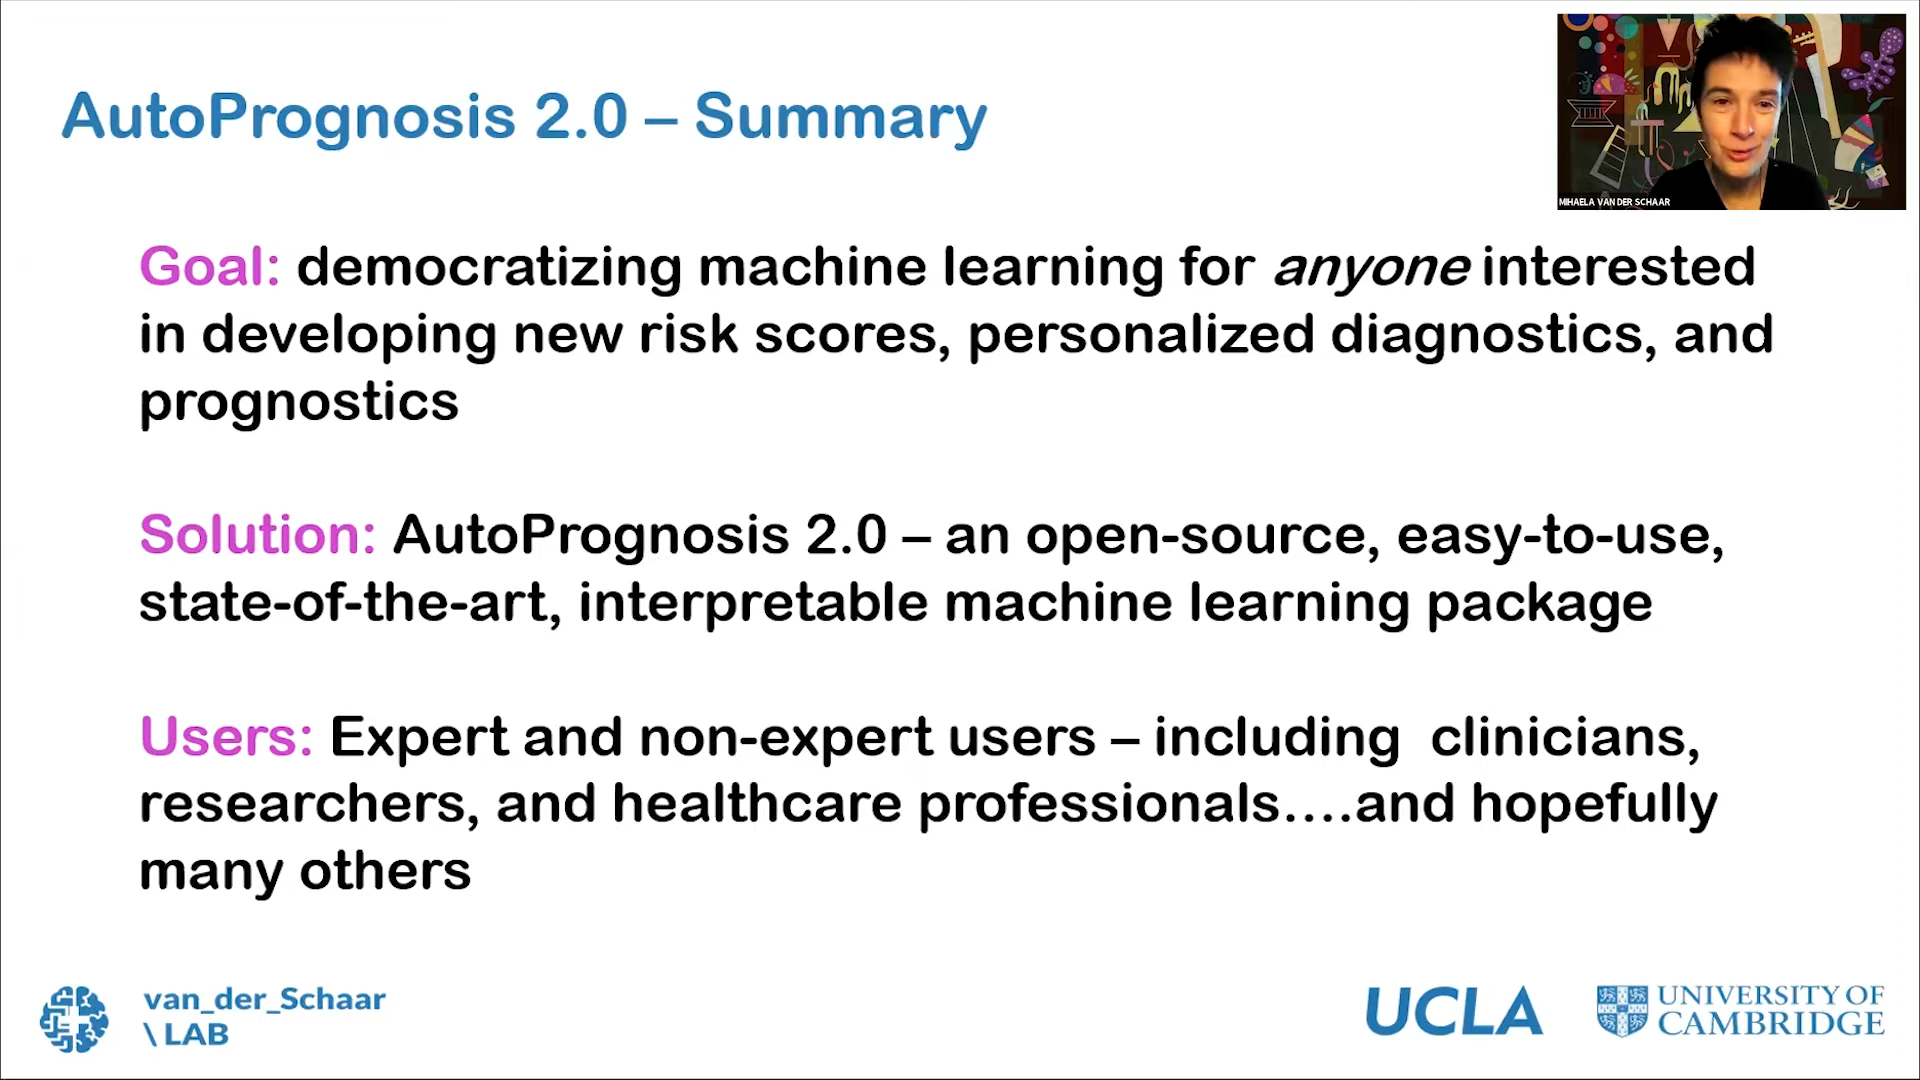 AutoPrognosis 2.0 – Summary
MIHAELA VAN DER SCHAAR
Goal: democratizing machine learning for anyone interested
in developing new risk scores, personalized diagnostics, and
prognostics
Solution: AutoPrognosis 2.0 – an open-source, easy-to-use,
state-of-the-art, interpretable machine learning package
Users: Expert and non-expert users – including  clinicians,
researchers, and healthcare professionals....and hopefully
many others
van_der_Schaar
\ LAB
UCLA
UNIVERSITY OF
CAMBRIDGE